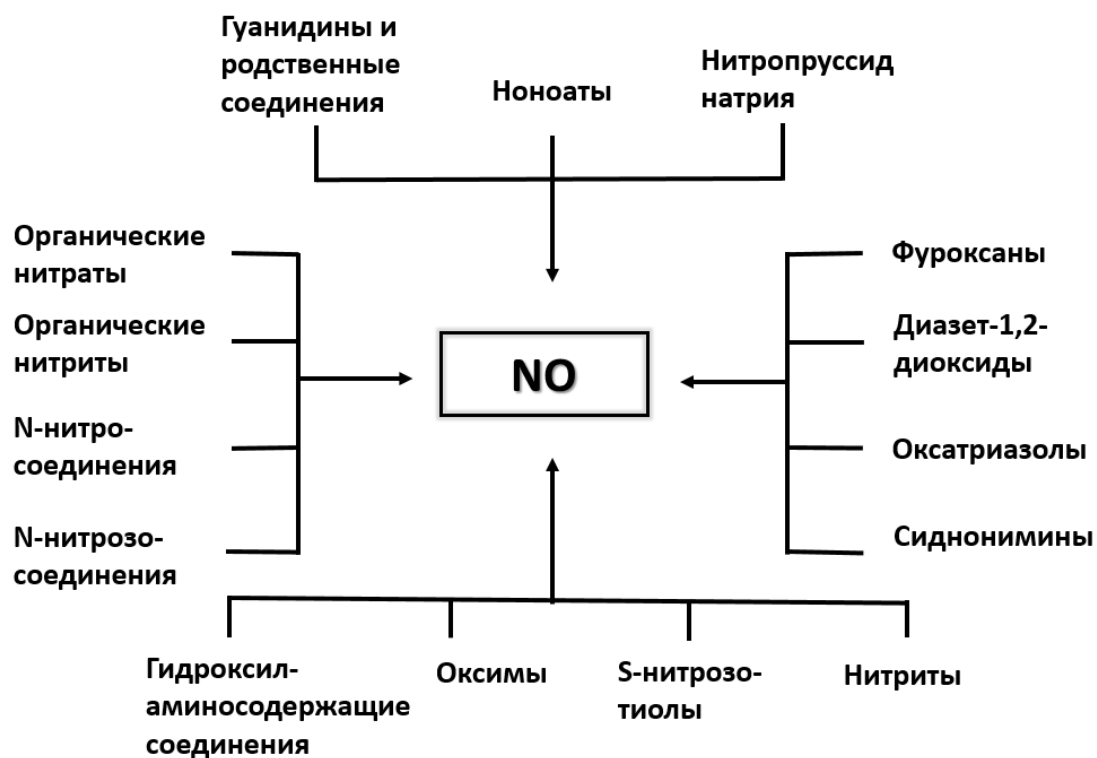 Гуанидины и
родственные
соединения
Ноноаты
Нитропруссид
натрия
Органические
нитраты
Органические
нитриты
N-нитро-
соединения
N-нитрозо-
соединения
NO
Фуроксаны
Диазет-1,2-
диоксиды
Оксатриазолы
Сиднонимины
Гидроксил-
аминосодержащие
соединения
Оксимы
S-нитрозо-
тиолы
Нитриты